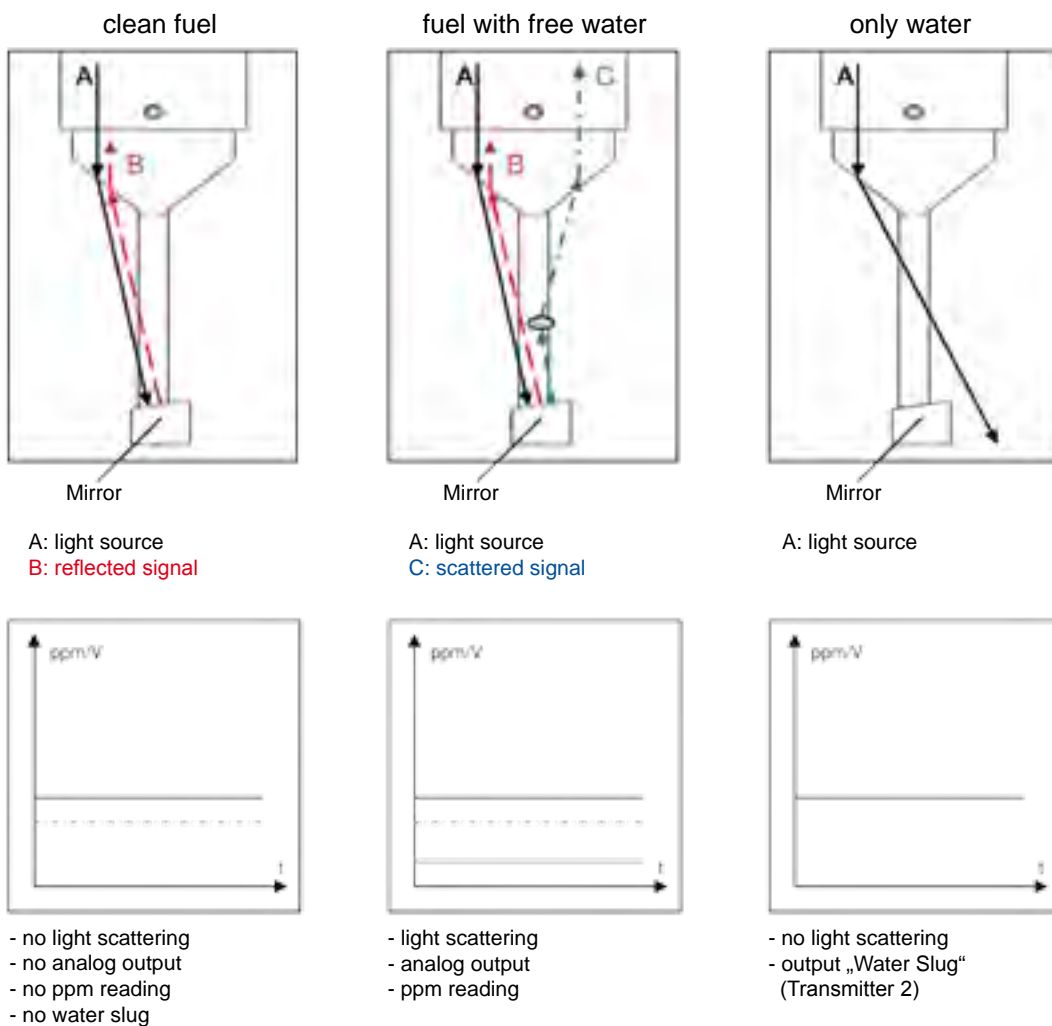 clean fuel
A
B
Mirror
A: light source
B: reflected signal
ppm/V
t
- no light scattering
- no analog output
- no ppm reading
- no water slug
fuel with free water
A
C
B
Mirror
A: light source
C: scattered signal
ppm/V
t
- light scattering
- analog output
- ppm reading
only water
A
Mirror
A: light source
ppm/V
t
- no light scattering
- output „Water Slug“
(Transmitter 2)